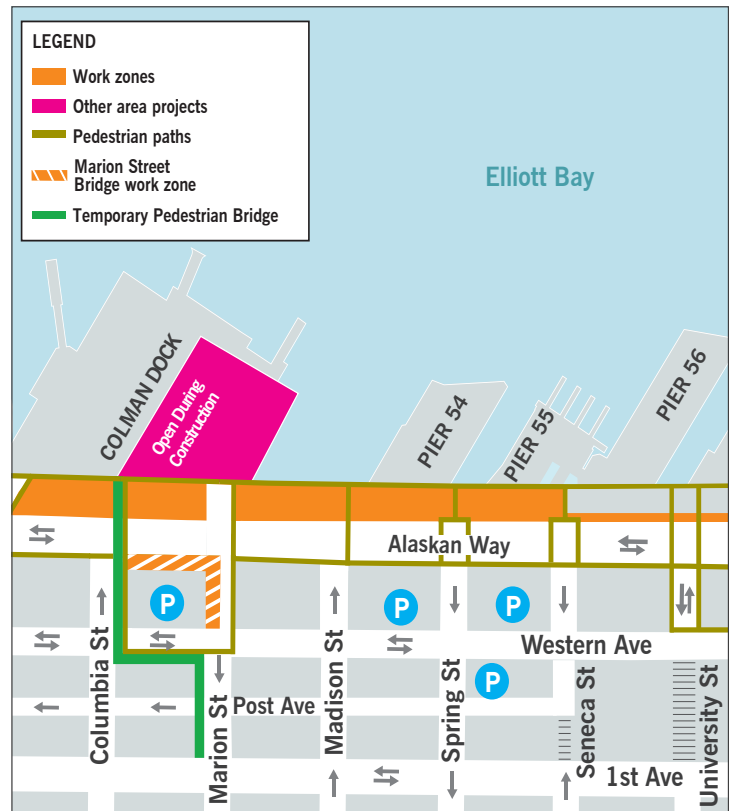 LEGEND
Work zones
Other area projects
Pedestrian paths
Marion Street
Bridge work zone
Temporary Pedestrian Bridge
Elliott Bay
COLMAN DOCK
Open During
Construction
PIER 54
PIER 55
PIER 56
Alaskan Way
P
P
P
P
Western Ave
Post Ave
1st Ave
Columbia St
Marion St
Madison St
Spring St
Seneca St
University St